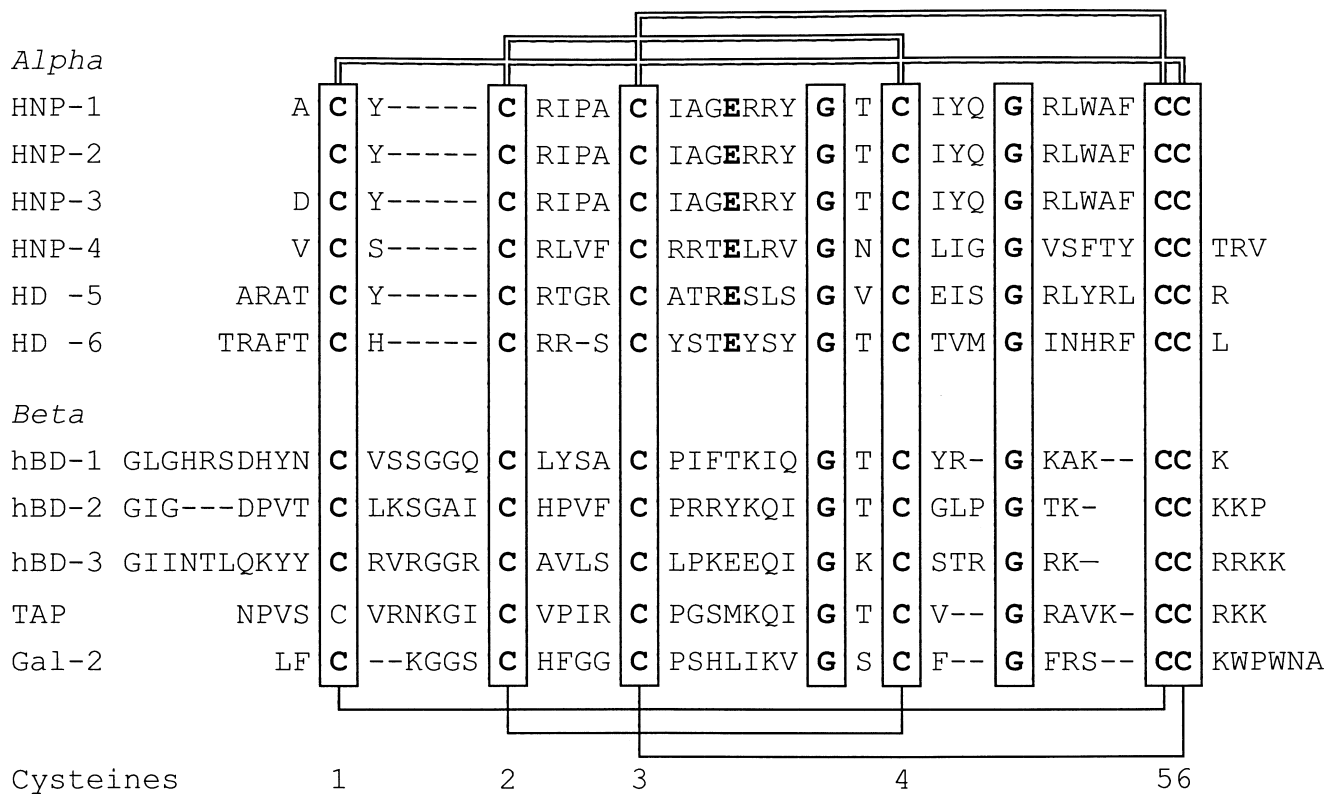 Alpha
HNP-1 A C Y----- C RIPA C IAGERRY G T C IYQ G RLWAF CC
HNP-2 C Y----- C RIPA C IAGERRY G T C IYQ G RLWAF CC
HNP-3 D C Y----- C RIPA C IAGERRY G T C IYQ G RLWAF CC
HNP-4 V C S----- C RLVF C RRTELRV G N C LIG G VSFTY CC TRV
HD -5 ARAT C Y----- C RTGR C ATRESLS G V C EIS G RLYRL CC R
HD -6 TRAFT C H----- C RR-S C YSTEYSY G T C TVM G INHRF CC L
Beta
hBD-1 GLGHRSDHYN C VSSGGQ C LYSA C PIFTKIQ G T C YR- G KAK-- CC K
hBD-2 GIG---DPVT C LKSGAI C HPVF C PRRYKQI G T C GLP G TK- CC KKP
hBD-3 GIINTLQKYY C RVRGGR C AVLS C LPKEEQI G K C STR G RK— CC RRKK
TAP NPVS C VRNKGI C VPIR C PGSMKQI G T C V-- G RAVK- CC RKK
Gal-2 LF C --KGGS C HFGG C PSHLIKV G S C F-- G FRS-- CC KWPWNA
Cysteines 1 2 3 4 56